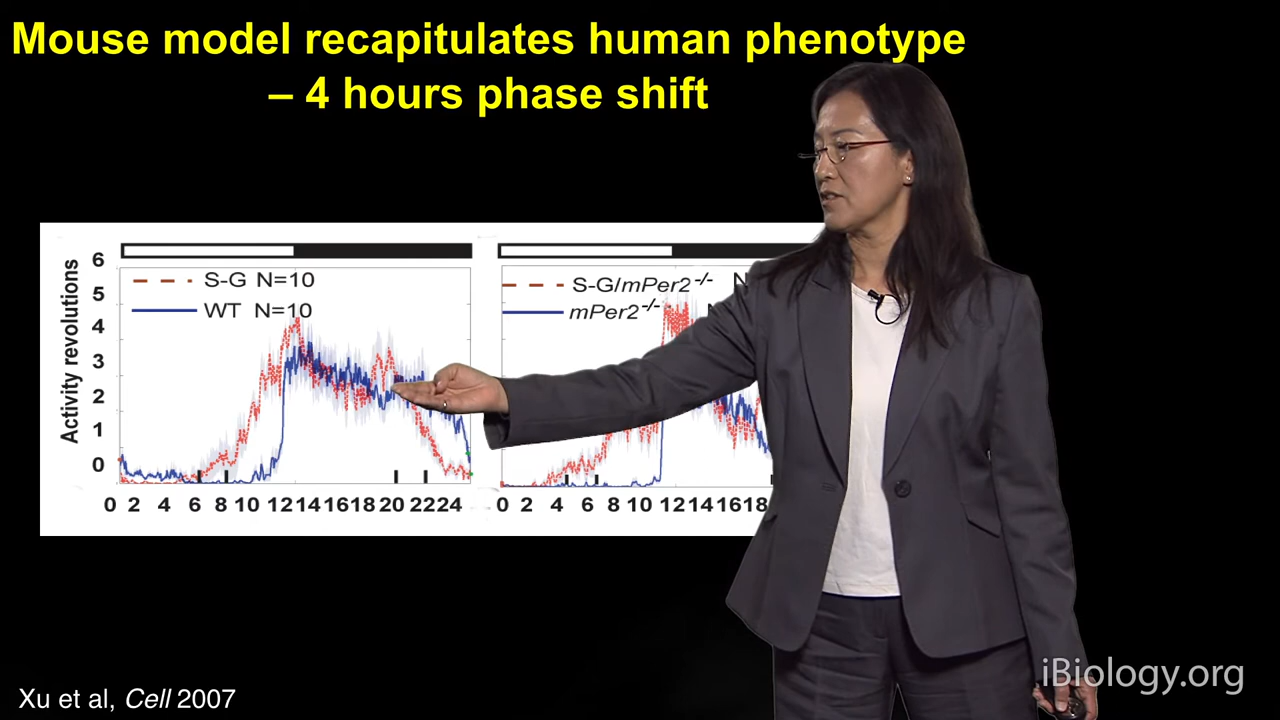 Mouse model recapitulates human phenotype
– 4 hours phase shift
Activity revolutions
6
5
4
3
2
1
0
S-G N=10
WT N=10
0 2 4 6 8 10 12 14 16 18 20 22 24
S-G/mPer2-/- N
mPer2-/-
0 2 4 6 8 10 12 14 16 18
Xu et al, Cell 2007
iBiology.org